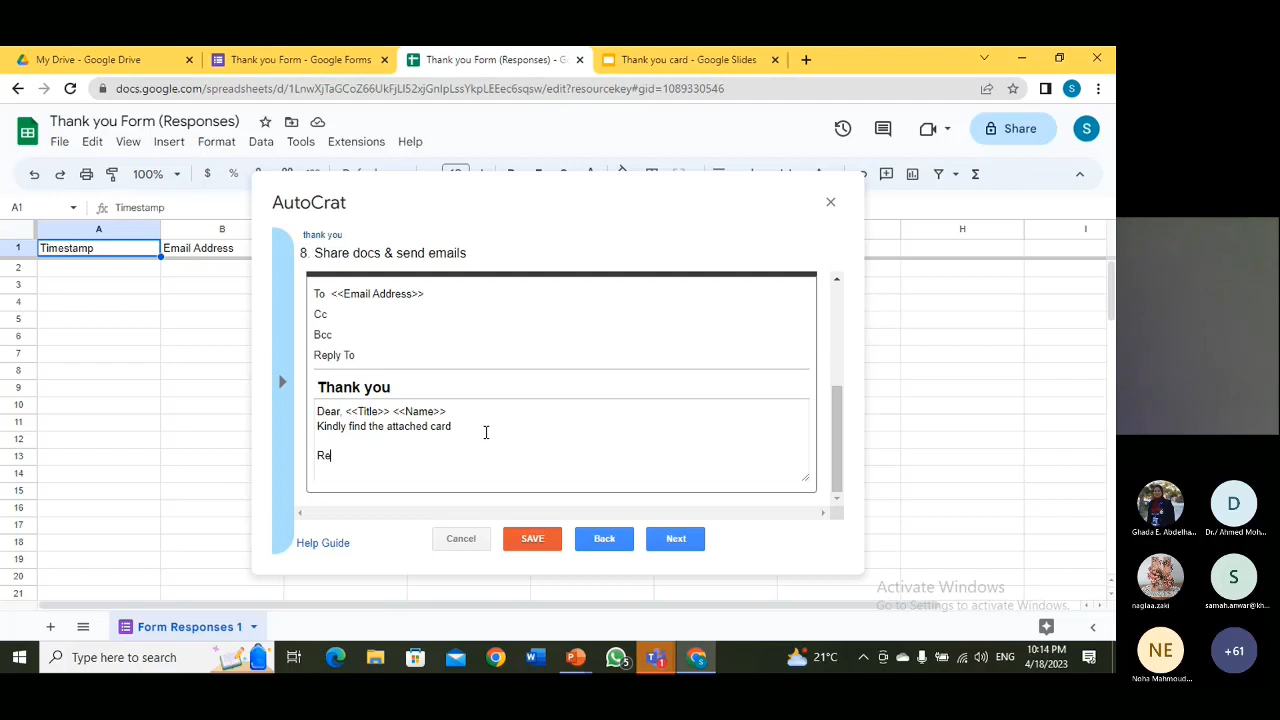 My Drive - Google Drive
Thank you Form - Google Forms
Thank you Form (Responses) - G
Thank you card - Google Slides
docs.google.com/spreadsheets/d/1LnwXjTaGCoZ66UkFjLI52xjGnIpLssYkpLEEec6sqsw/edit?resourcekey#gid=1089330546
S
Thank you Form (Responses)
File Edit View Insert Format Data Tools Extensions Help
Share
S
100% $ %
A1
fx Timestamp
A B H I
1 Timestamp Email Address
2
3
4
5
6
7
8
9
10
11
12
13
14
15
16
17
18
19
20
21
AutoCrat
thank you
8. Share docs & send emails
To <<Email Address>>
Cc
Bcc
Reply To
Thank you
Dear, <<Title>> <<Name>>
Kindly find the attached card
Re
Help Guide
Cancel SAVE Back Next
Activate Windows
Go to Settings to activate Windows.
Form Responses 1
Type here to search
5
1
21°C
ENG
10:14 PM
4/18/2023
Ghada E. Abdelha...
D
Dr./ Ahmed Moh...
naglaa.zaki
S
samah.anwar@kh...
NE
Noha Mahmoud...
+61